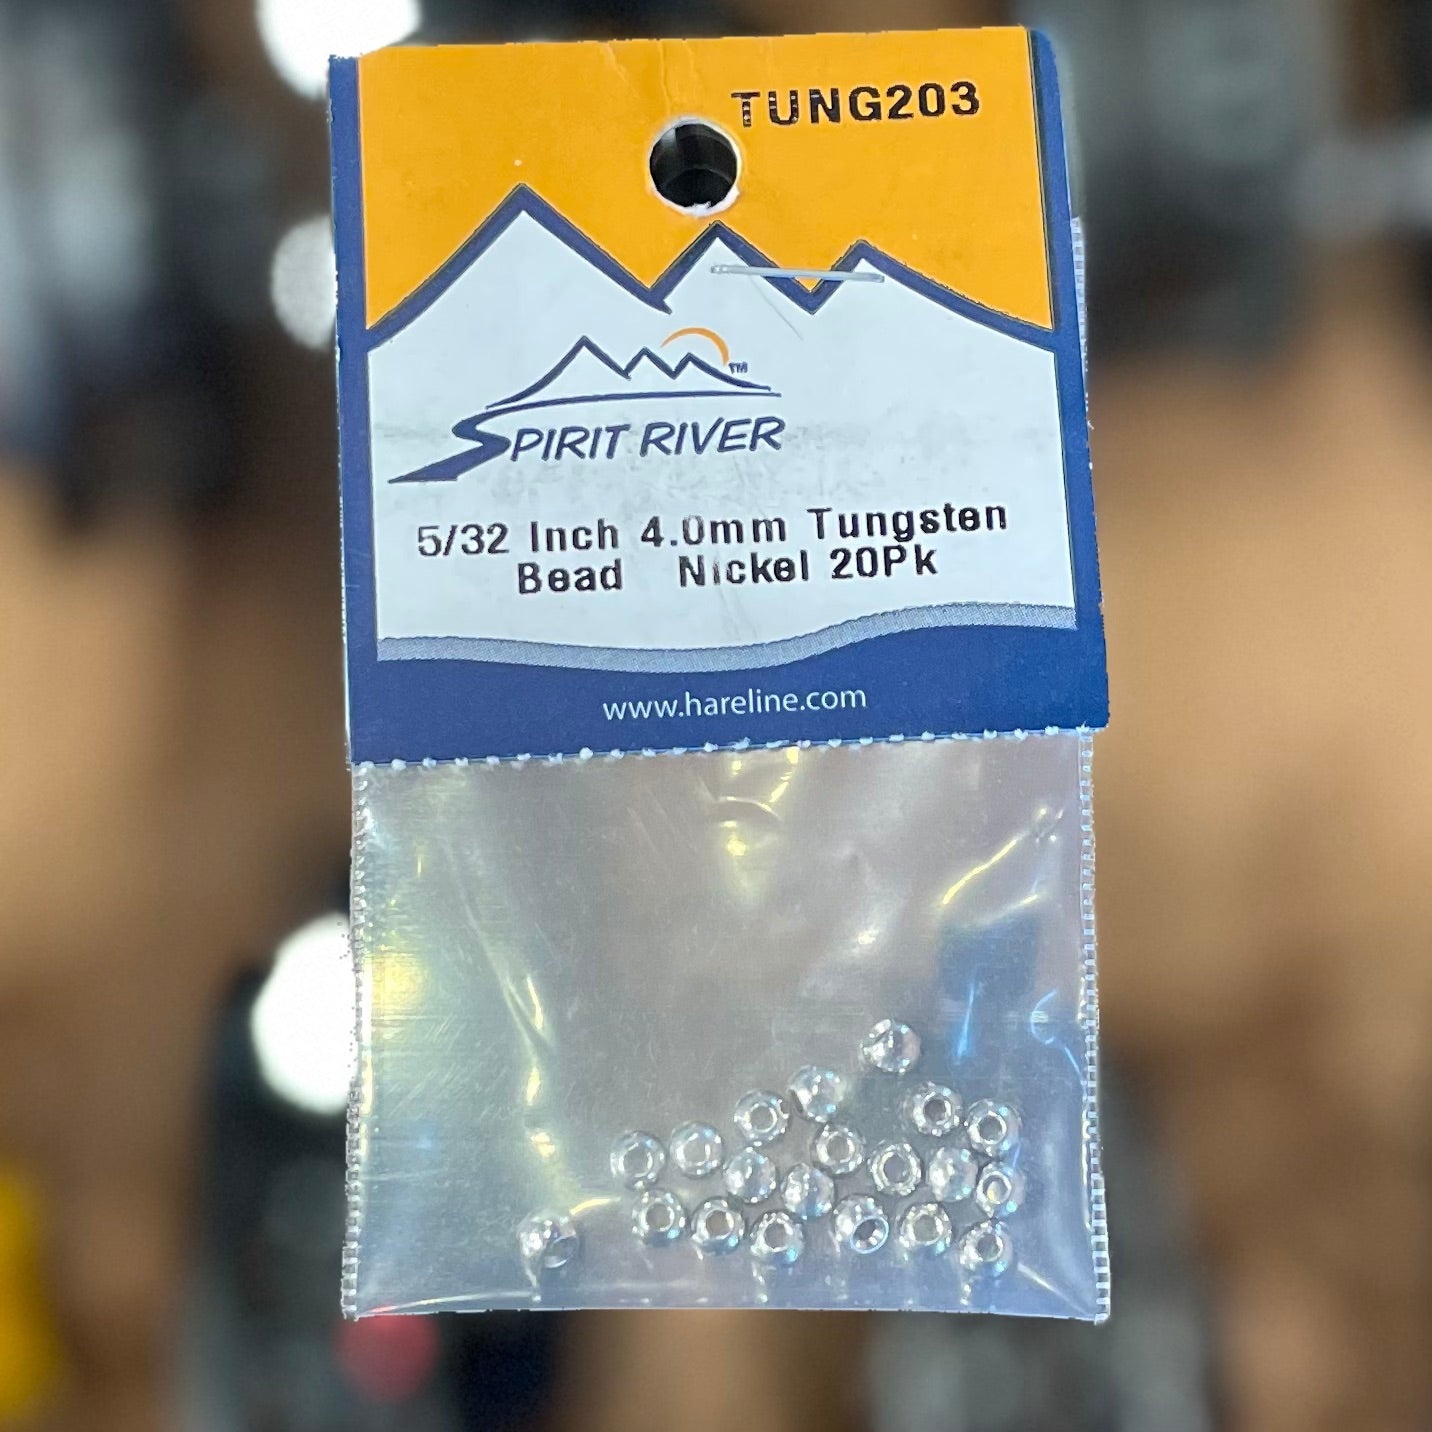 TUNG203
TM
SPIRIT RIVER
5/32 Inch 4.0mm Tungsten
Bead Nickel 20Pk
www.hareline.com